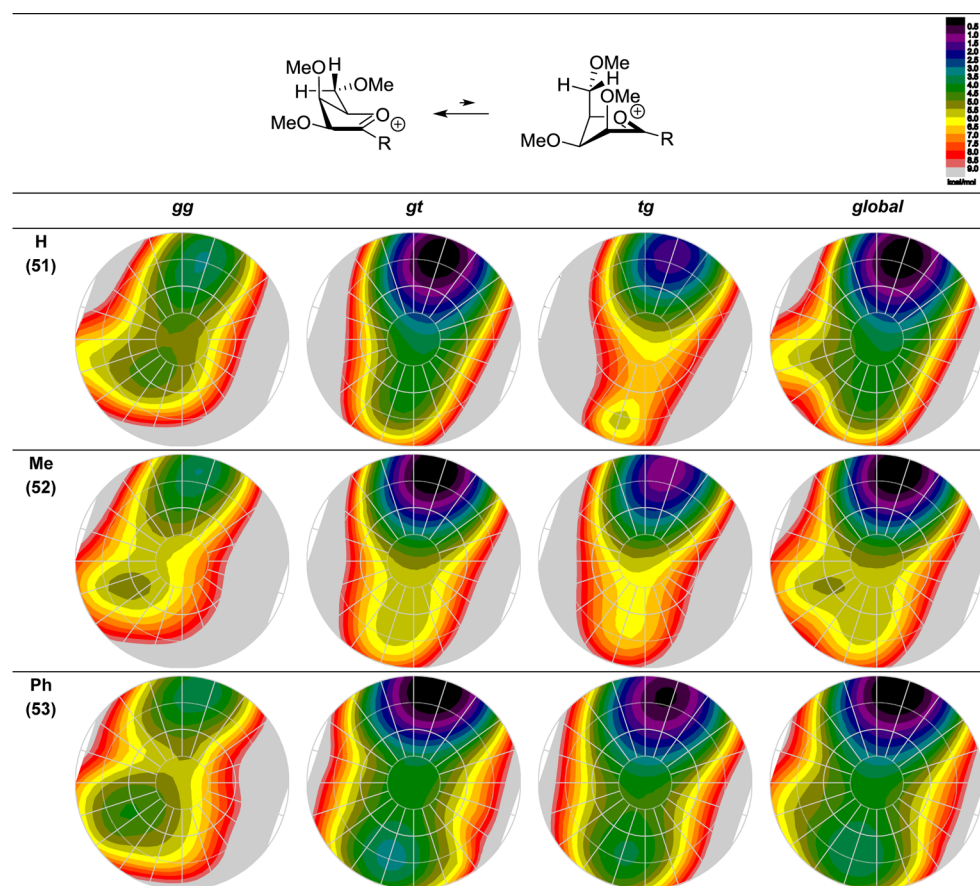 MeO
H
H
OMe
MeO
O
⊕
R
OMe
H
H
OMe
MeO
O
⊕
R
0.5
1.0
1.5
2.0
2.5
3.0
3.5
4.0
4.5
5.0
5.5
6.0
6.5
7.0
7.5
8.0
8.5
9.0
kcal/mol
gg gt tg global
H
(51)
Me
(52)
Ph
(53)